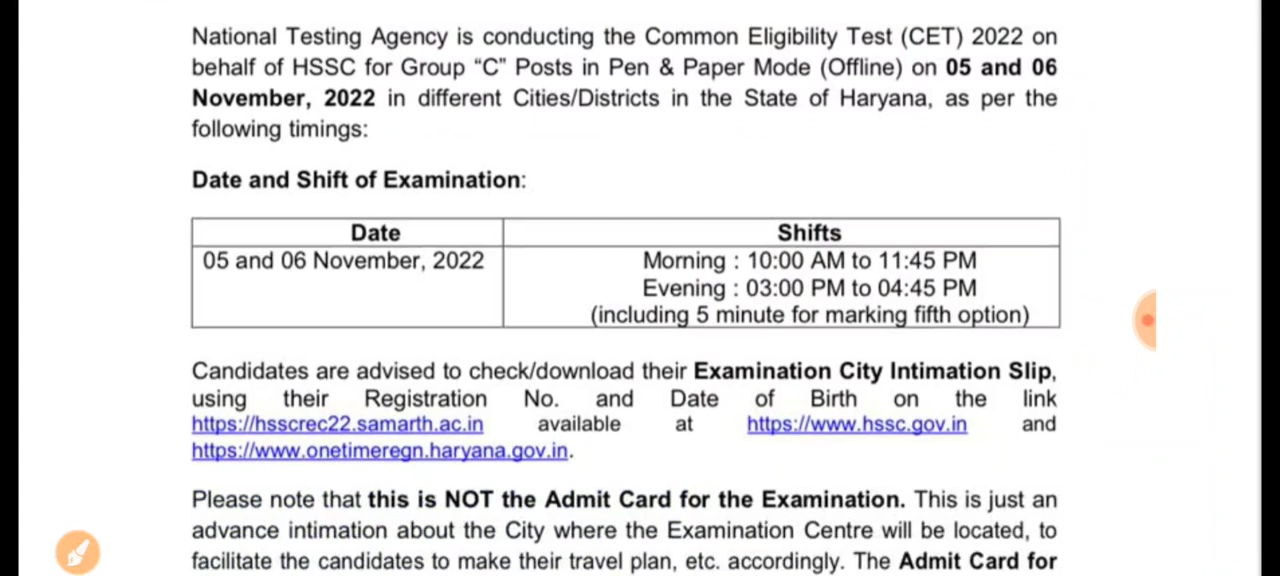 National Testing Agency is conducting the Common Eligibility Test (CET) 2022 on
behalf of HSSC for Group “C” Posts in Pen & Paper Mode (Offline) on 05 and 06
November, 2022 in different Cities/Districts in the State of Haryana, as per the
following timings:
Date and Shift of Examination:
Date Shifts
05 and 06 November, 2022 Morning : 10:00 AM to 11:45 PM
Evening : 03:00 PM to 04:45 PM
(including 5 minute for marking fifth option)
Candidates are advised to check/download their Examination City Intimation Slip,
using their Registration No. and Date of Birth on the link
https://hsscrec22.samarth.ac.in available at https://www.hssc.gov.in and
https://www.onetimeregn.haryana.gov.in.
Please note that this is NOT the Admit Card for the Examination. This is just an
advance intimation about the City where the Examination Centre will be located, to
facilitate the candidates to make their travel plan, etc. accordingly. The Admit Card for